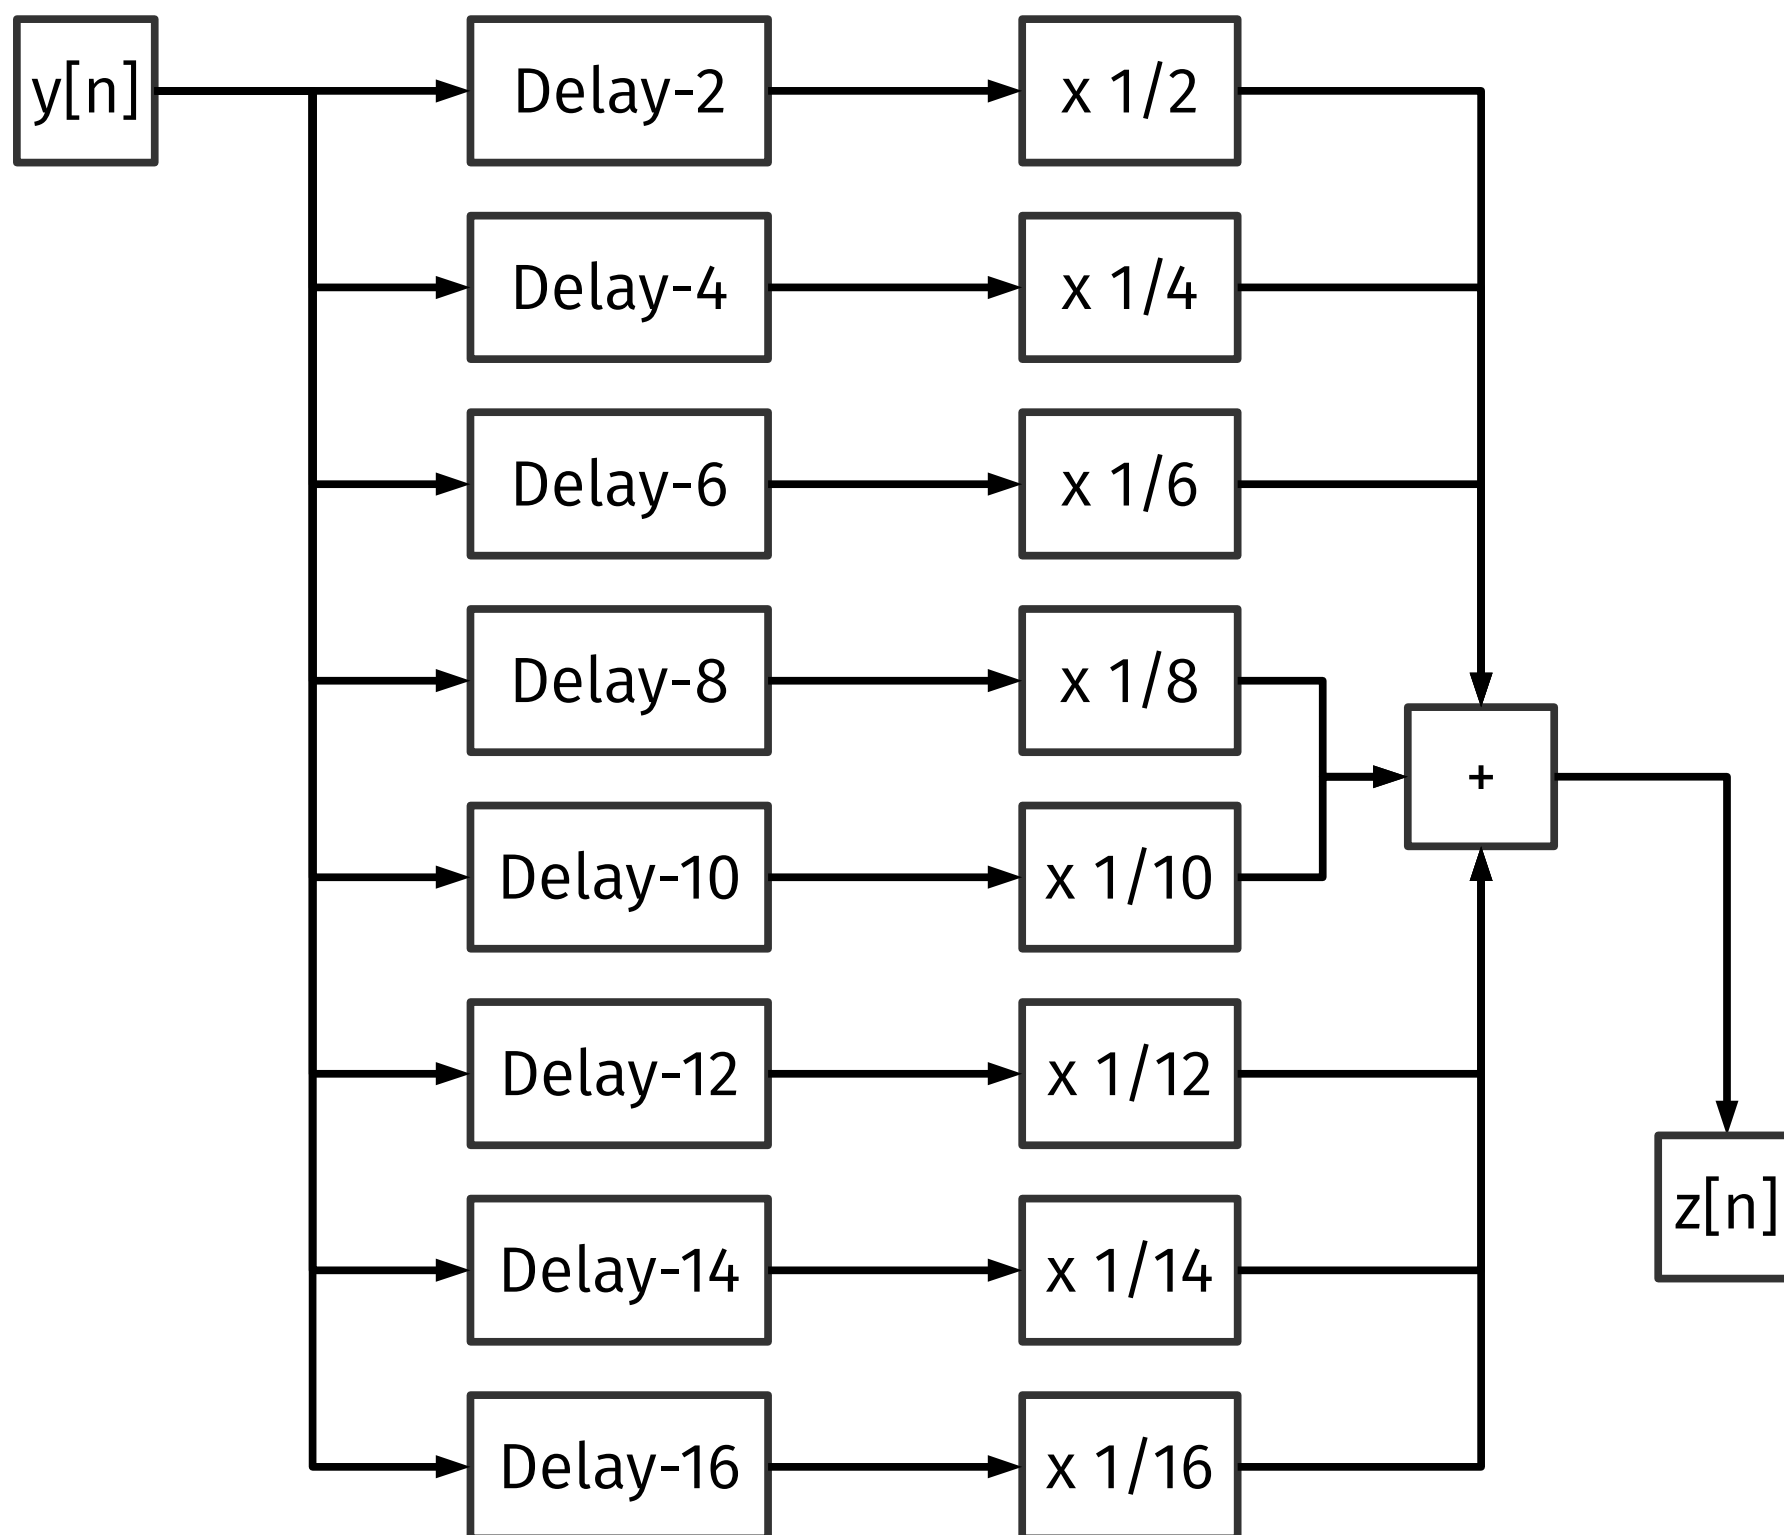 y[n]
Delay-2
x 1/2
Delay-4
x 1/4
Delay-6
x 1/6
Delay-8
x 1/8
+
Delay-10
x 1/10
Delay-12
x 1/12
z[n]
Delay-14
x 1/14
Delay-16
x 1/16